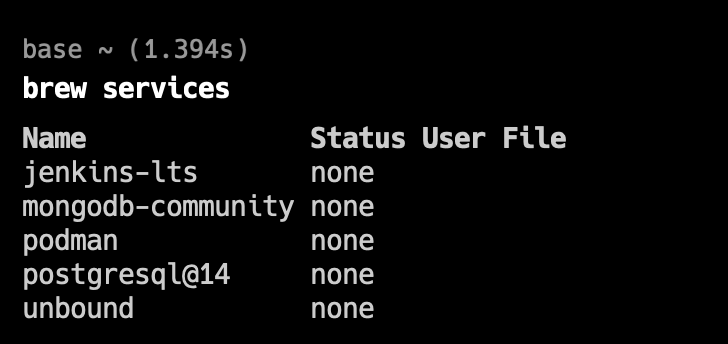 base ~ (1.394s)
brew services
Name Status User File
jenkins-lts none
mongodb-community none
podman none
postgresql@14 none
unbound none